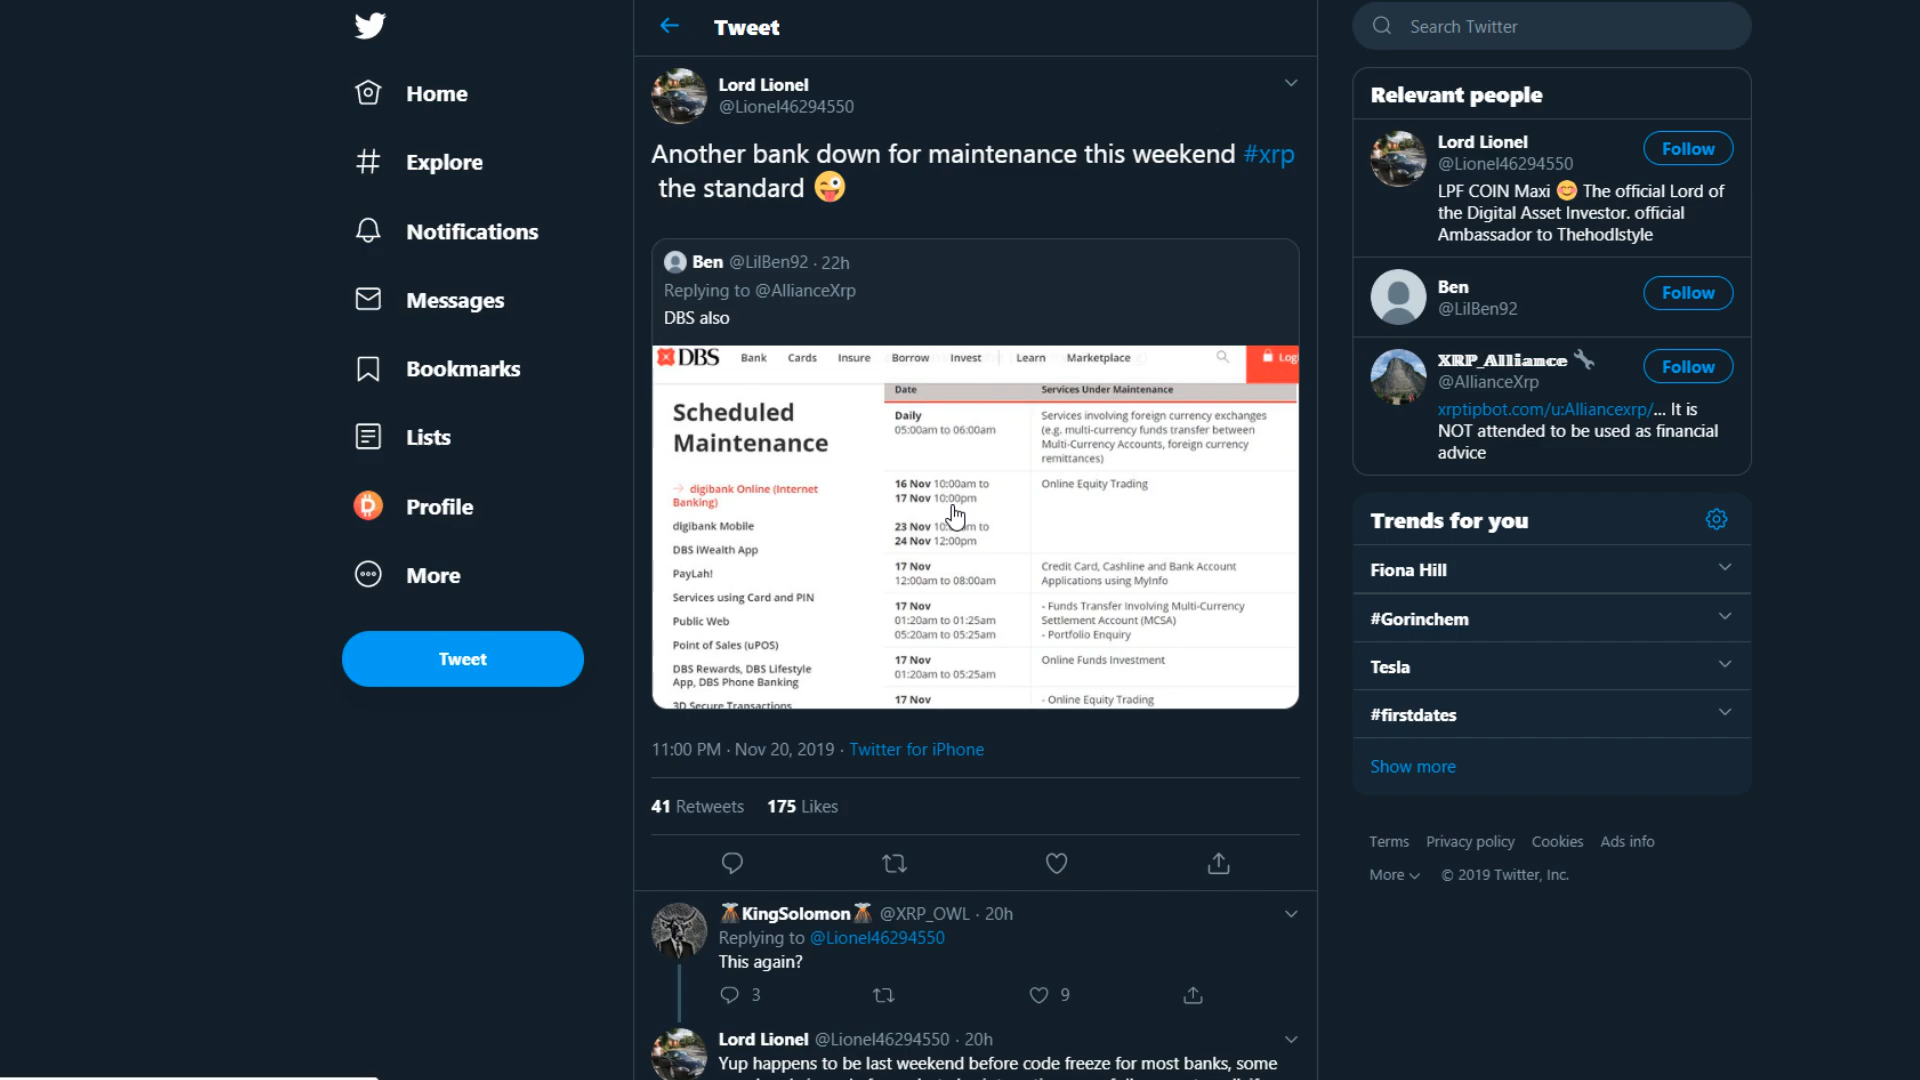 Home
Explore
Notifications
Messages
Bookmarks
Lists
Profile
More
Tweet
Tweet
Lord Lionel
@Lionel46294550
Another bank down for maintenance this weekend #xrp
the standard 😜
Ben @LilBen92 · 22h
Replying to @AllianceXrp
DBS also
DBS Bank Cards Insure Borrow Invest Learn Marketplace
Scheduled
Maintenance
→ digibank Online (Internet
Banking)
digibank Mobile
DBS iWealth App
PayLah!
Services using Card and PIN
Public Web
Point of Sales (uPOS)
DBS Rewards, DBS Lifestyle
App, DBS Phone Banking
3D Secure Transactions
Date Services Under Maintenance
Daily
05:00am to 06:00am
Services involving foreign currency exchanges
(e.g. multi-currency funds transfer between
Multi-Currency Accounts, foreign currency
remittances)
16 Nov 10:00am to
17 Nov 10:00pm
Online Equity Trading
23 Nov to
24 Nov 12:00pm
17 Nov
12:00am to 08:00am
Credit Card, Cashline and Bank Account
Applications using MyInfo
17 Nov
01:20am to 01:25am
05:20am to 05:25am
- Funds Transfer Involving Multi-Currency
Settlement Account (MCSA)
- Portfolio Enquiry
17 Nov
01:20am to 05:25am
Online Funds Investment
17 Nov
- Online Equity Trading
11:00 PM · Nov 20, 2019 · Twitter for iPhone
41 Retweets 175 Likes
🌋KingSolomon🌋 @XRP_OWL · 20h
Replying to @Lionel46294550
This again?
3 9
Lord Lionel @Lionel46294550 · 20h
Yup happens to be last weekend before code freeze for most banks, some
Search Twitter
Relevant people
Lord Lionel
@Lionel46294550
Follow
LPF COIN Maxi 😊 The official Lord of
the Digital Asset Investor. official
Ambassador to Thehodlstyle
Ben
@LilBen92
Follow
XRP_Alliance 🔧
@AllianceXrp
Follow
xrptipbot.com/u:Alliancexrp/... It is
NOT attended to be used as financial
advice
Trends for you
Fiona Hill
#Gorinchem
Tesla
#firstdates
Show more
Terms Privacy policy Cookies Ads info
More © 2019 Twitter, Inc.